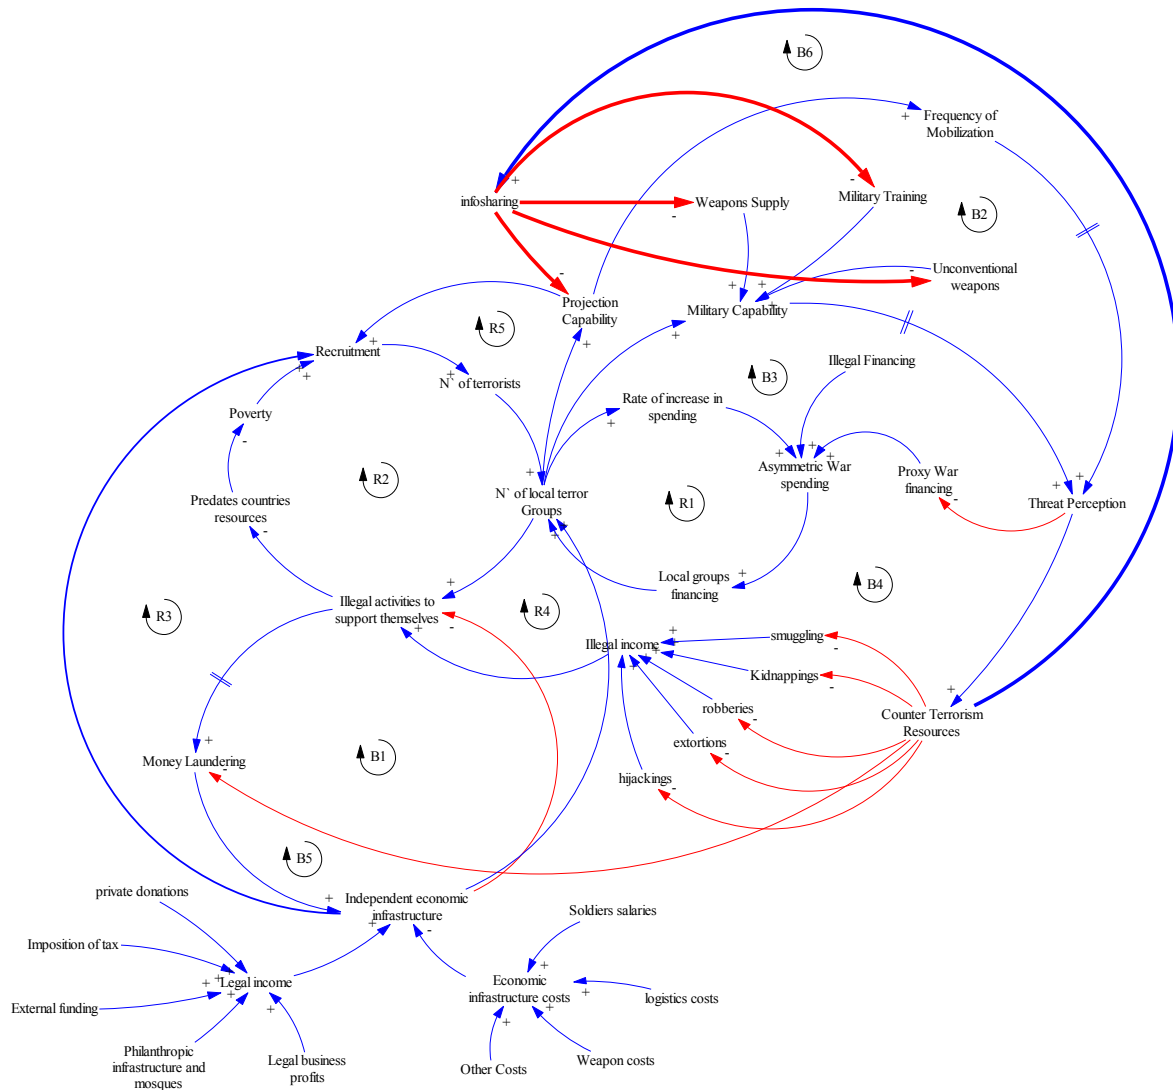 B6
Frequency of
Mobilization
+
infosharing
+
-
Military Training
Weapons Supply
-
B2
Unconventional
weapons
-
-
Projection
Capability
+
+
+
+
Military Capability
+
R5
Recruitment
+
+
+
N` of terrorists
+
B3
Illegal Financing
Poverty
-
Rate of increase in
spending
+
+
+
+
Asymmetric War
spending
Proxy War
financing
-
+
+
Threat Perception
R2
Predates countries
resources
-
+
N` of local terror
Groups
+
+
R1
Local groups
financing
+
B4
R3
Illegal activities to
support themselves
+
-
+
R4
Illegal income
+
+
+
+
+
smuggling
-
Kidnappings
-
robberies
-
extortions
-
hijackings
-
Counter Terrorism
Resources
+
Money Laundering
+
-
B1
B5
Independent economic
infrastructure
+
+
-
private donations
Imposition of tax
External funding
Philanthropic
infrastructure and
mosques
Legal business
profits
Legal income
+
+
+
+
+
Soldiers salaries
Economic
infrastructure costs
+
+
+
+
logistics costs
Other Costs
Weapon costs